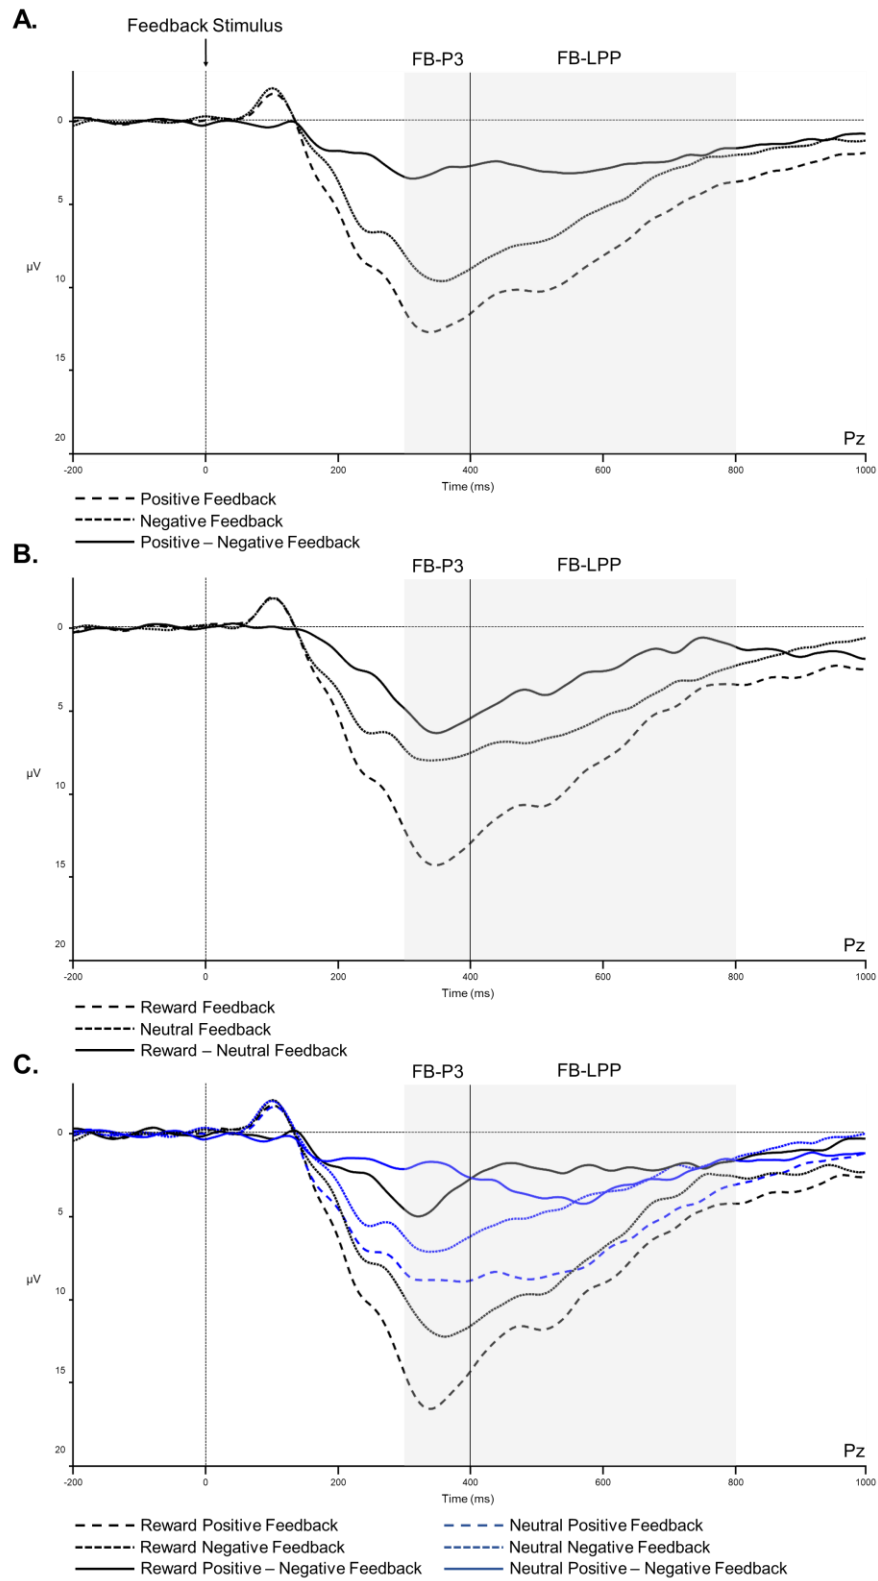 A.
Feedback Stimulus
FB-P3 FB-LPP
0
5
µV
10
15
20
Pz
-200 0 200 400 600 800 1000
Time (ms)
Positive Feedback
Negative Feedback
Positive – Negative Feedback
B.
FB-P3 FB-LPP
0
5
µV
10
15
20
Pz
-200 0 200 400 600 800 1000
Time (ms)
Reward Feedback
Neutral Feedback
Reward – Neutral Feedback
C.
FB-P3 FB-LPP
0
5
µV
10
15
20
Pz
-200 0 200 400 600 800 1000
Time (ms)
Reward Positive Feedback Neutral Positive Feedback
Reward Negative Feedback Neutral Negative Feedback
Reward Positive – Negative Feedback Neutral Positive – Negative Feedback